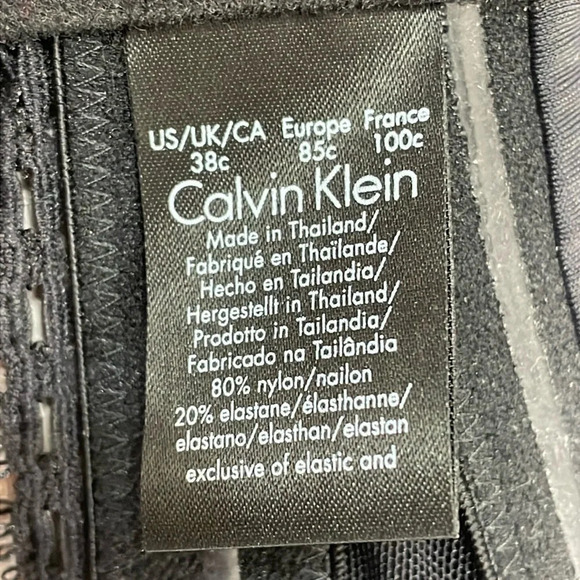 US/UK/CA Europe France
38c 85c 100c
Calvin Klein
Made in Thailand/
Fabriqué en Thaïlande/
Hecho en Tailandia/
Hergestellt in Thailand/
Prodotto in Tailandia/
Fabricado na Tailândia
80% nylon/nailon
20% elastane/élasthanne/
elastano/elasthan/elastan
exclusive of elastic and